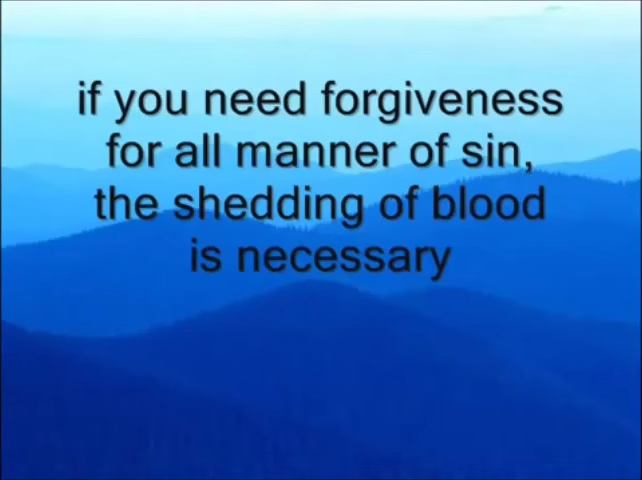 if you need forgiveness
for all manner of sin,
the shedding of blood
is necessary